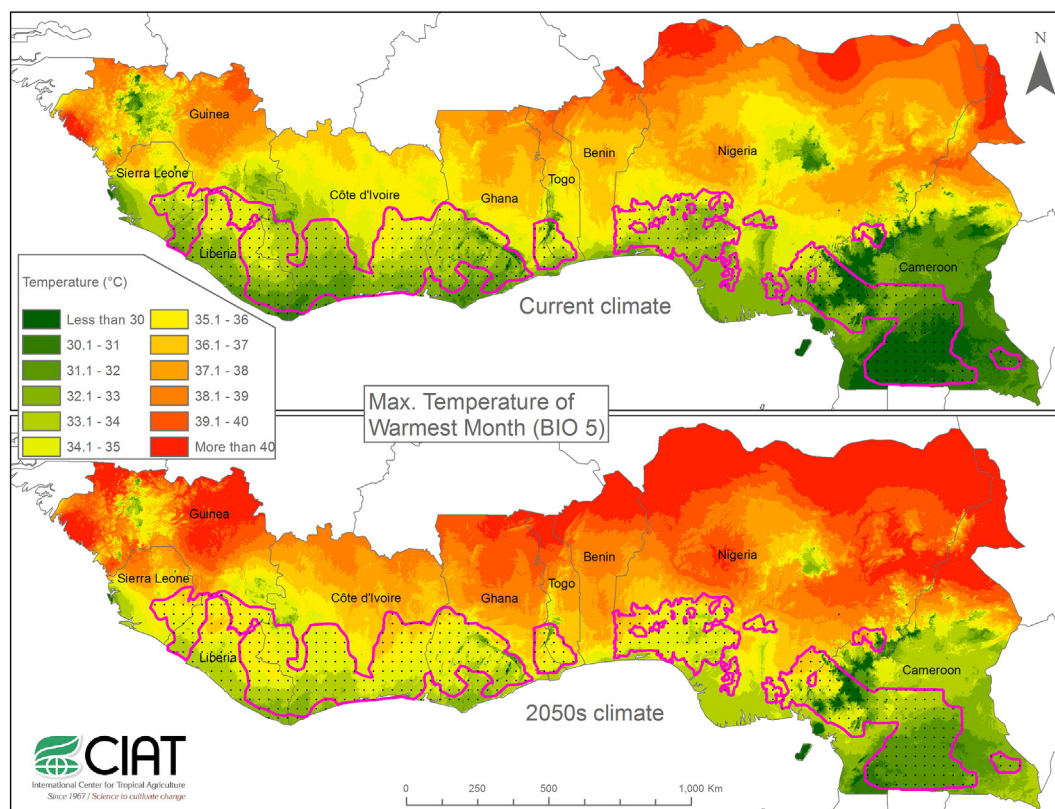 N
Guinea
Sierra Leone
Liberia
Côte d'Ivoire
Ghana
Togo
Benin
Nigeria
Cameroon
Current climate
Temperature (°C)
Less than 30
30.1 - 31
31.1 - 32
32.1 - 33
33.1 - 34
34.1 - 35
35.1 - 36
36.1 - 37
37.1 - 38
38.1 - 39
39.1 - 40
More than 40
Max. Temperature of
Warmest Month (BIO 5)
Guinea
Sierra Leone
Liberia
Côte d'Ivoire
Ghana
Togo
Benin
Nigeria
Cameroon
2050s climate
CIAT
International Center for Tropical Agriculture
Since 1967 / Science to cultivate change
0 250 500 1,000 Km